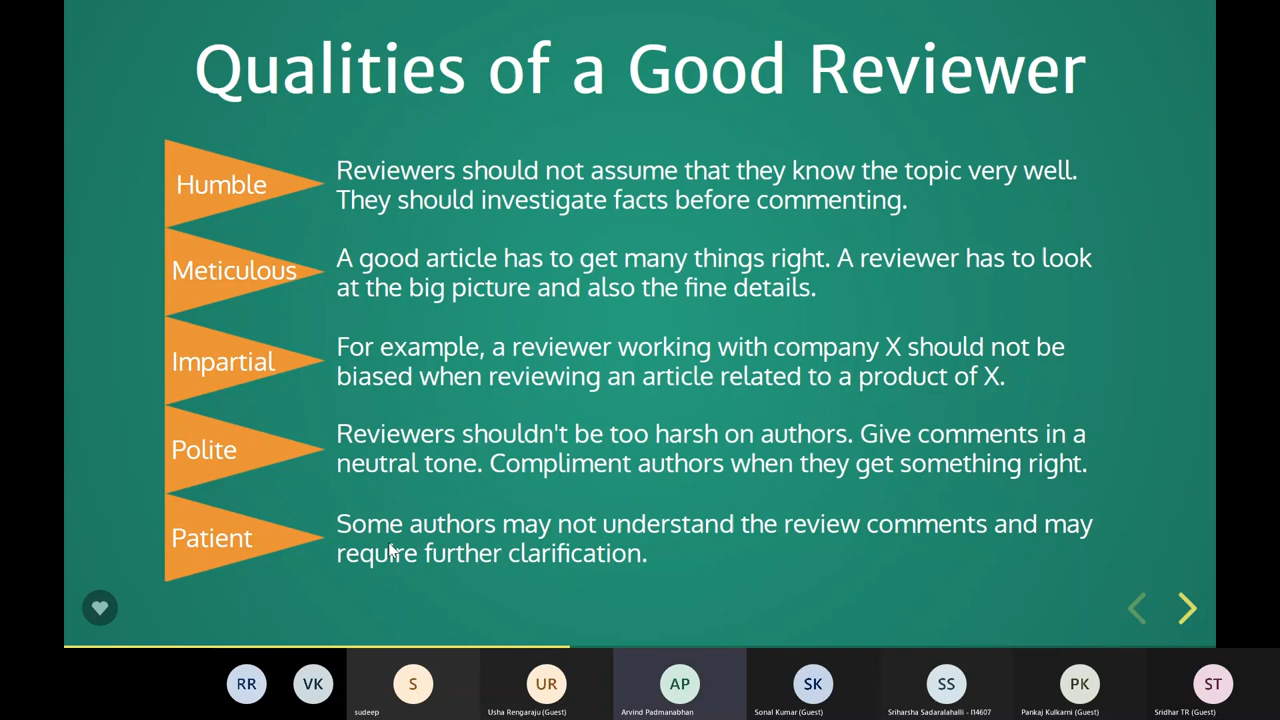 Qualities of a Good Reviewer
Humble
Reviewers should not assume that they know the topic very well.
They should investigate facts before commenting.
Meticulous
A good article has to get many things right. A reviewer has to look
at the big picture and also the fine details.
Impartial
For example, a reviewer working with company X should not be
biased when reviewing an article related to a product of X.
Polite
Reviewers shouldn't be too harsh on authors. Give comments in a
neutral tone. Compliment authors when they get something right.
Patient
Some authors may not understand the review comments and may
require further clarification.
RR VK S UR AP SK SS PK ST
sudeep Usha Rengaraju (Guest) Arvind Padmanabhan Sonal Kumar (Guest) Sriharsha Sadaralahalli - I14607 Pankaj Kulkarni (Guest) Sridhar TR (Guest)